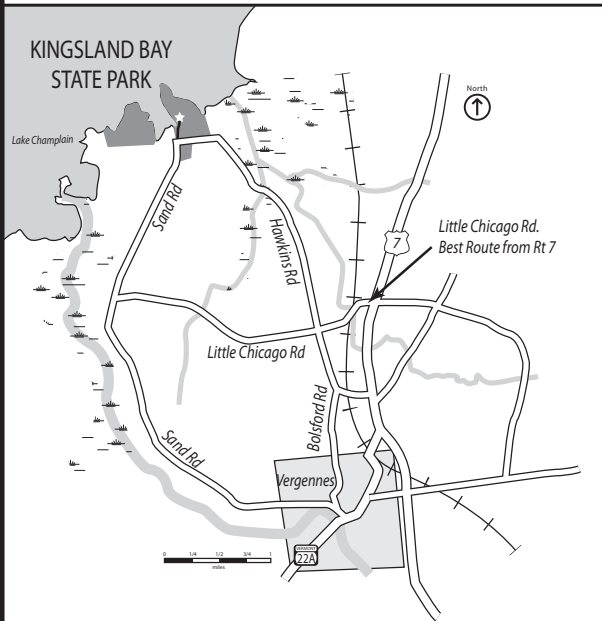 KINGSLAND BAY
STATE PARK
North
Lake Champlain
Sand Rd
Hawkins Rd
7
Little Chicago Rd.
Best Route from Rt 7
Little Chicago Rd
Bolsford Rd
Sand Rd
Vergennes
VERMONT
22A
0 1/4 1/2 3/4 1
miles